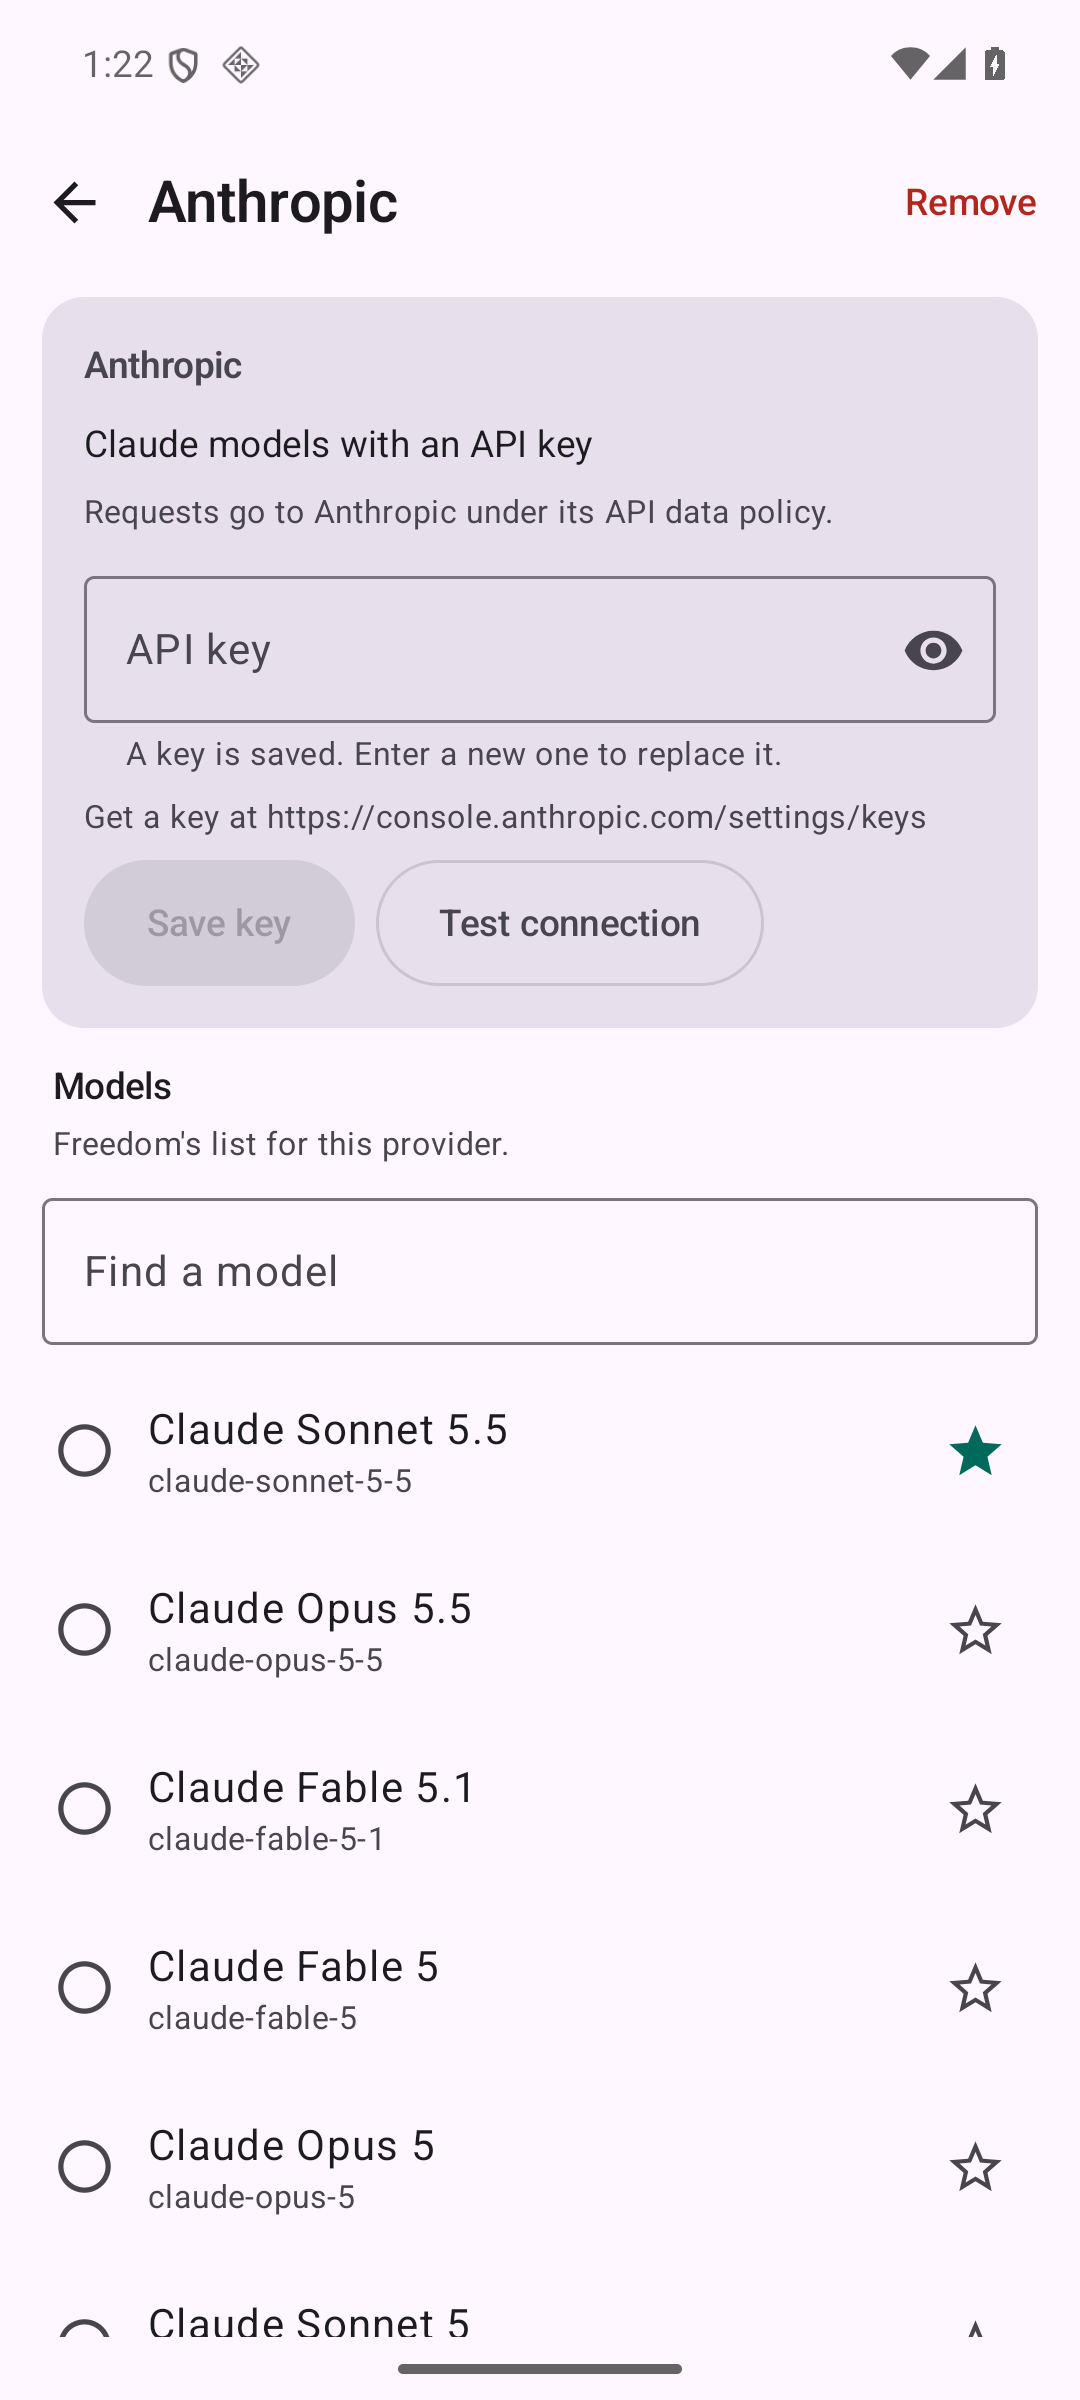 1:22
Anthropic
Remove
Anthropic
Claude models with an API key
Requests go to Anthropic under its API data policy.
API key
A key is saved. Enter a new one to replace it.
Get a key at https://console.anthropic.com/settings/keys
Save key
Test connection
Models
Freedom's list for this provider.
Find a model
Claude Sonnet 5.5
claude-sonnet-5-5
Claude Opus 5.5
claude-opus-5-5
Claude Fable 5.1
claude-fable-5-1
Claude Fable 5
claude-fable-5
Claude Opus 5
claude-opus-5
Claude Sonnet 5